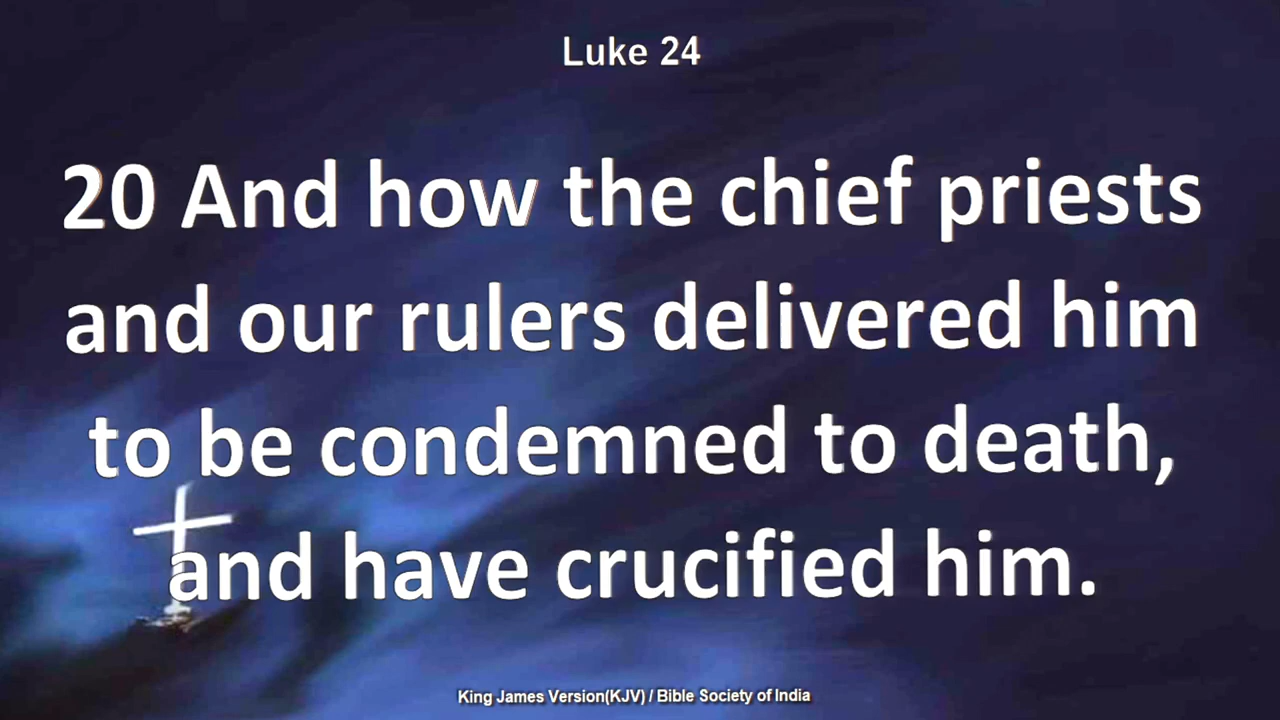 Luke 24
20 And how the chief priests
and our rulers delivered him
to be condemned to death,
and have crucified him.
King James Version(KJV) / Bible Society of India